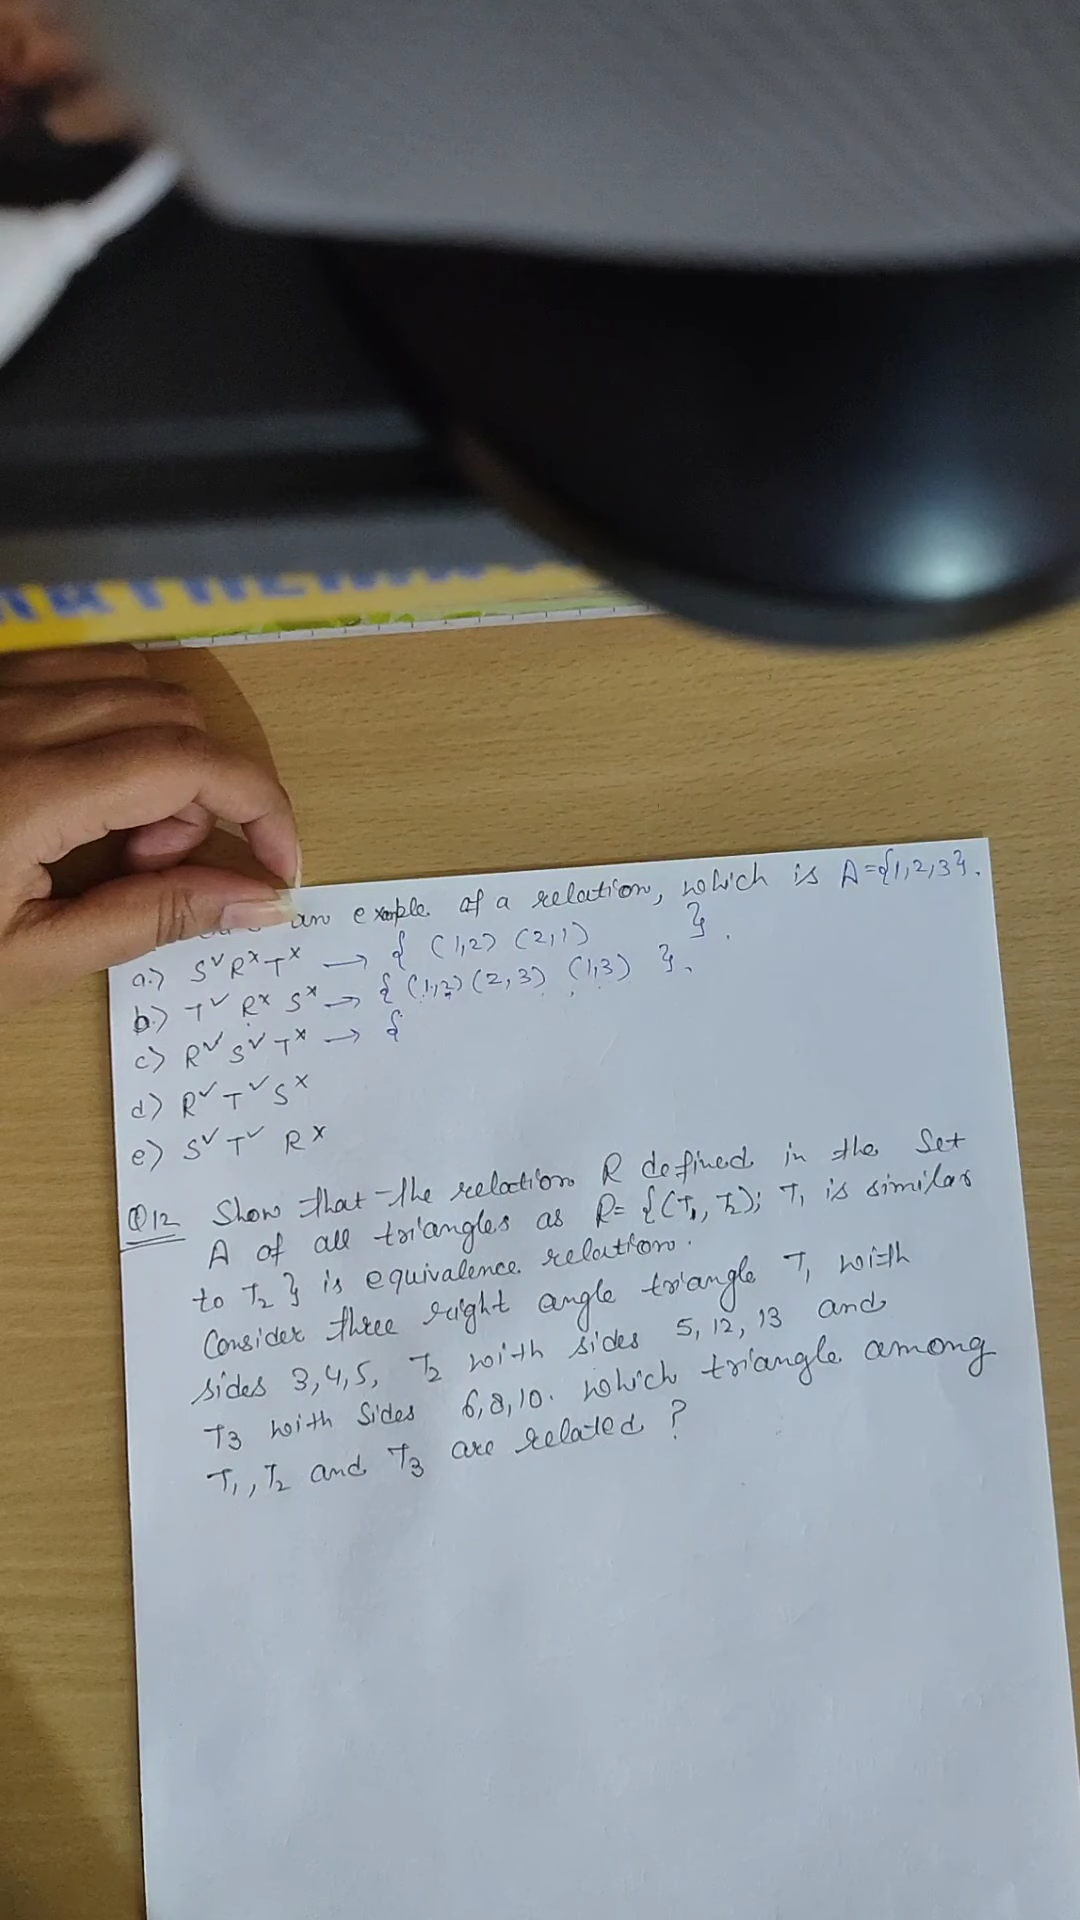 an exmple of a relation, which is A={1,2,3}.
a.) S✓ R× T× → { (1,2) (2,1) }.
b.) T✓ R× S× → { (1,2) (2,3) (1,3) }.
c) R✓ S✓ T× → {
d) R✓ T✓ S×
e) S✓ T✓ R×
Q12 Show that the relation R defined in the Set
A of all triangles as R= {(T1, T2); T1 is similar
to T2 } is equivalence relation.
Consider three right angle triangle T1 with
sides 3,4,5, T2 with sides 5, 12, 13 and
T3 with Sides 6,8,10. which triangle among
T1, T2 and T3 are related ?